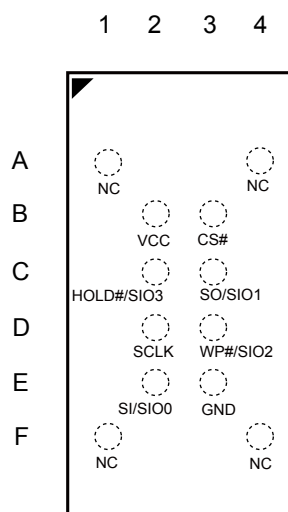 1 2 3 4
A
NC NC
B
VCC CS#
C
HOLD#/SIO3 SO/SIO1
D
SCLK WP#/SIO2
E
SI/SIO0 GND
F
NC NC